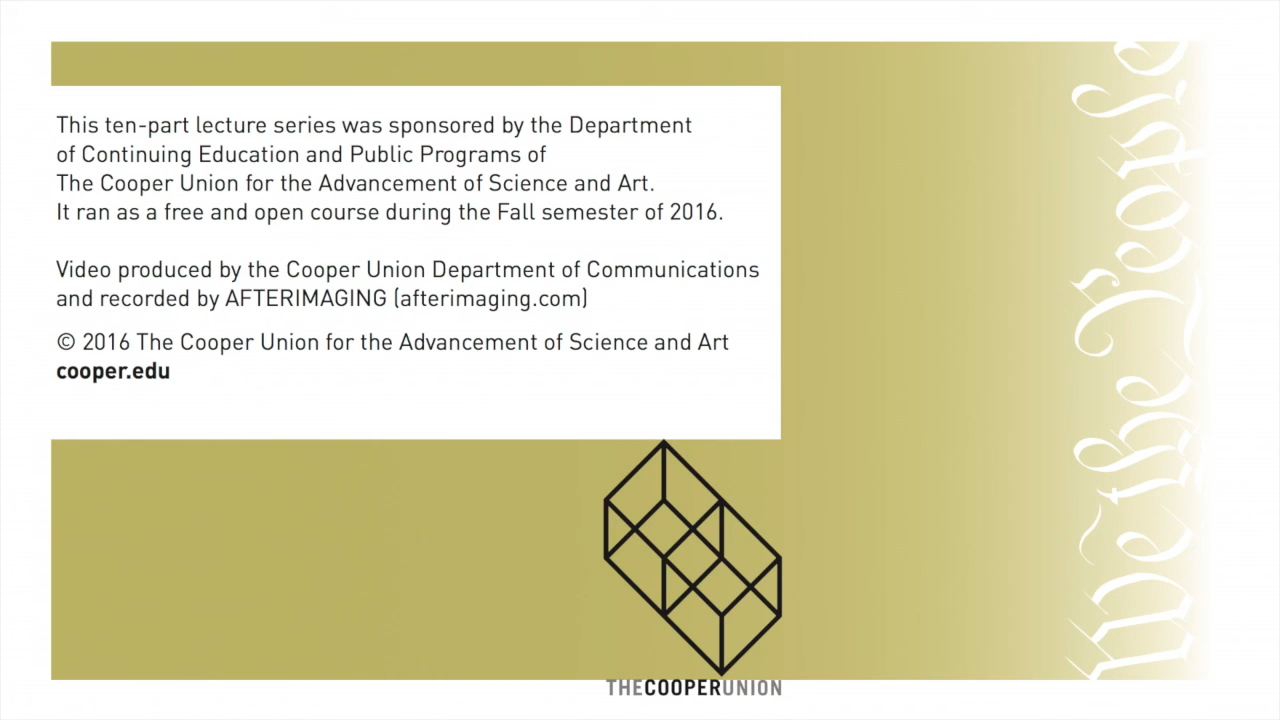 This ten-part lecture series was sponsored by the Department
of Continuing Education and Public Programs of
The Cooper Union for the Advancement of Science and Art.
It ran as a free and open course during the Fall semester of 2016.
Video produced by the Cooper Union Department of Communications
and recorded by AFTERIMAGING (afterimaging.com)
© 2016 The Cooper Union for the Advancement of Science and Art
cooper.edu
THECOOPERUNION
We the People